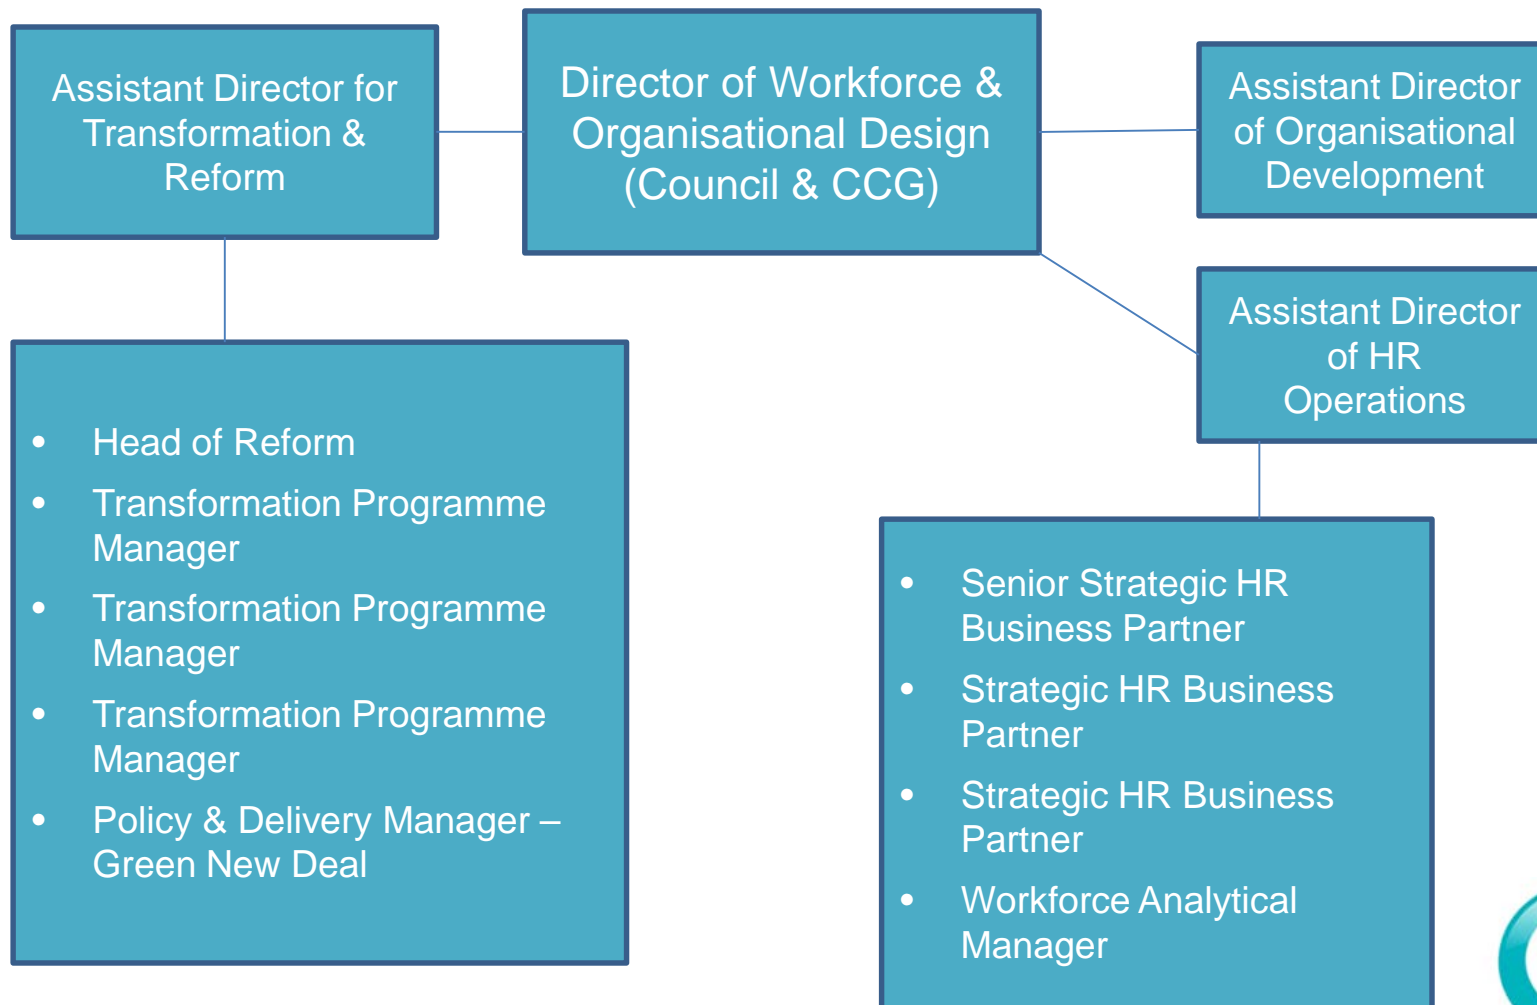 Assistant Director for
Transformation &
Reform
Director of Workforce &
Organisational Design
(Council & CCG)
Assistant Director
of Organisational
Development
Assistant Director
of HR
Operations
• Head of Reform
• Transformation Programme
Manager
• Transformation Programme
Manager
• Transformation Programme
Manager
• Policy & Delivery Manager –
Green New Deal
• Senior Strategic HR
Business Partner
• Strategic HR Business
Partner
• Strategic HR Business
Partner
• Workforce Analytical
Manager